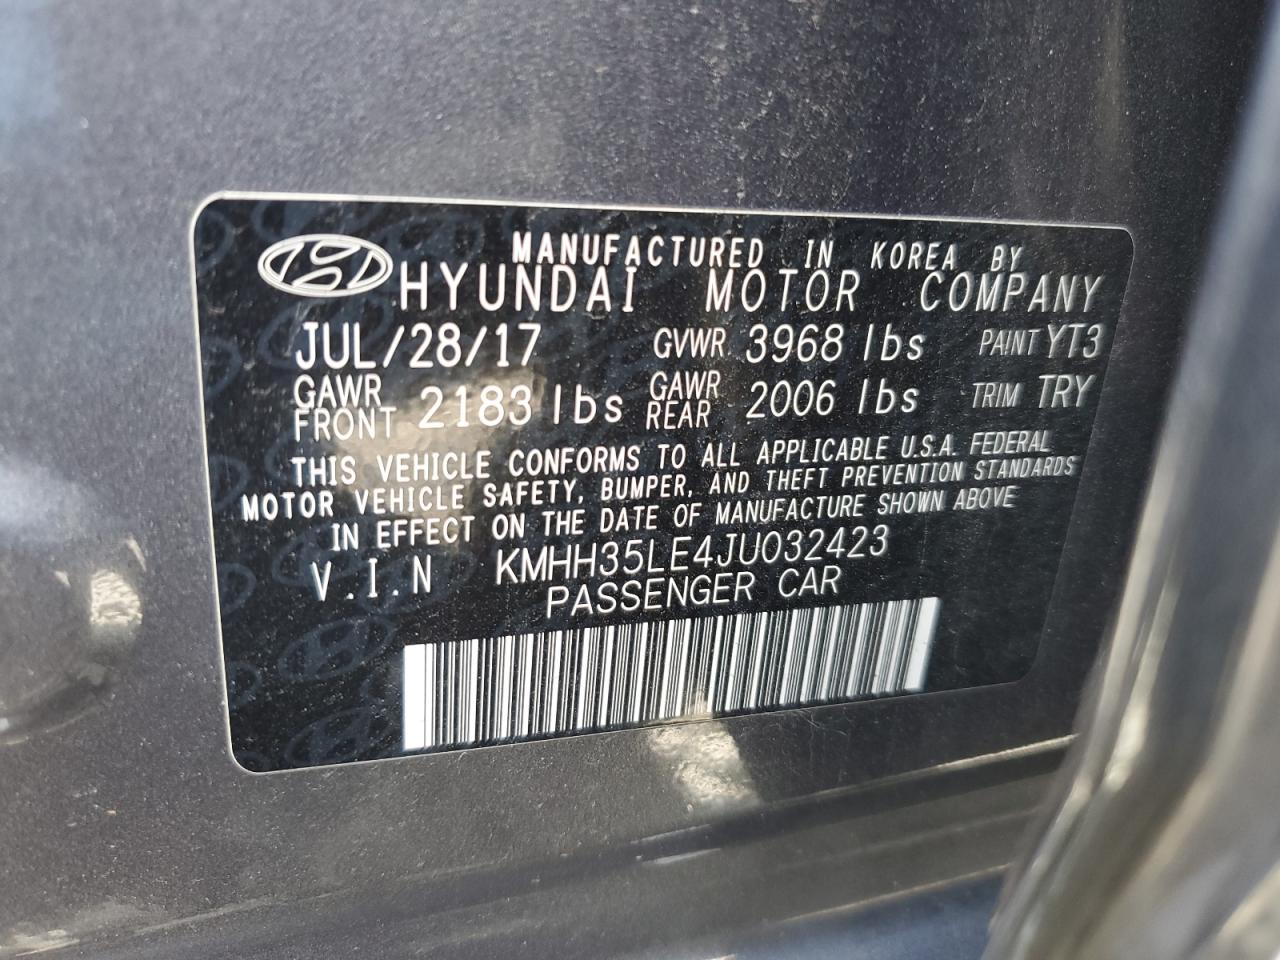 MANUFACTURED IN KOREA BY
HYUNDAI MOTOR COMPANY
JUL/28/17 GVWR 3968 lbs PAINT YT3
GAWR FRONT 2183 lbs GAWR REAR 2006 lbs TRIM TRY
THIS VEHICLE CONFORMS TO ALL APPLICABLE U.S.A. FEDERAL
MOTOR VEHICLE SAFETY, BUMPER, AND THEFT PREVENTION STANDARDS
IN EFFECT ON THE DATE OF MANUFACTURE SHOWN ABOVE
V.I.N KMHH35LE4JU032423
PASSENGER CAR